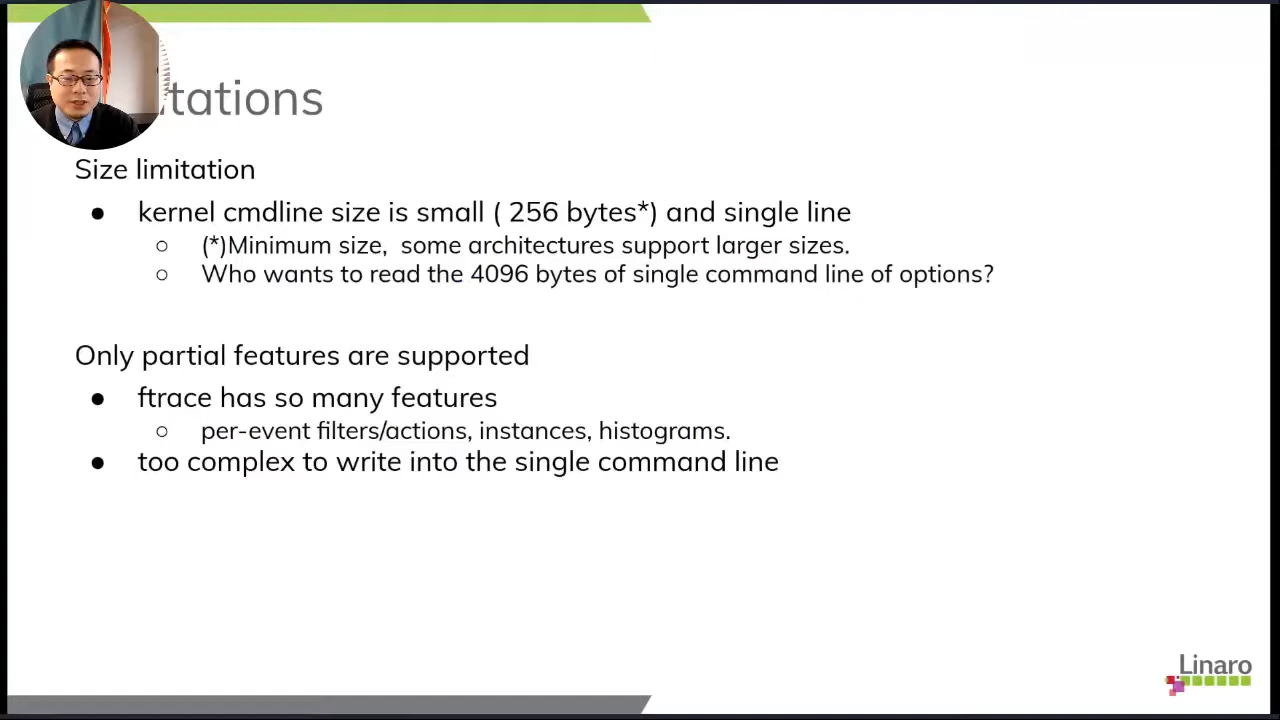 tations
Size limitation
● kernel cmdline size is small ( 256 bytes*) and single line
○ (*)Minimum size, some architectures support larger sizes.
○ Who wants to read the 4096 bytes of single command line of options?
Only partial features are supported
● ftrace has so many features
○ per-event filters/actions, instances, histograms.
● too complex to write into the single command line
Linaro